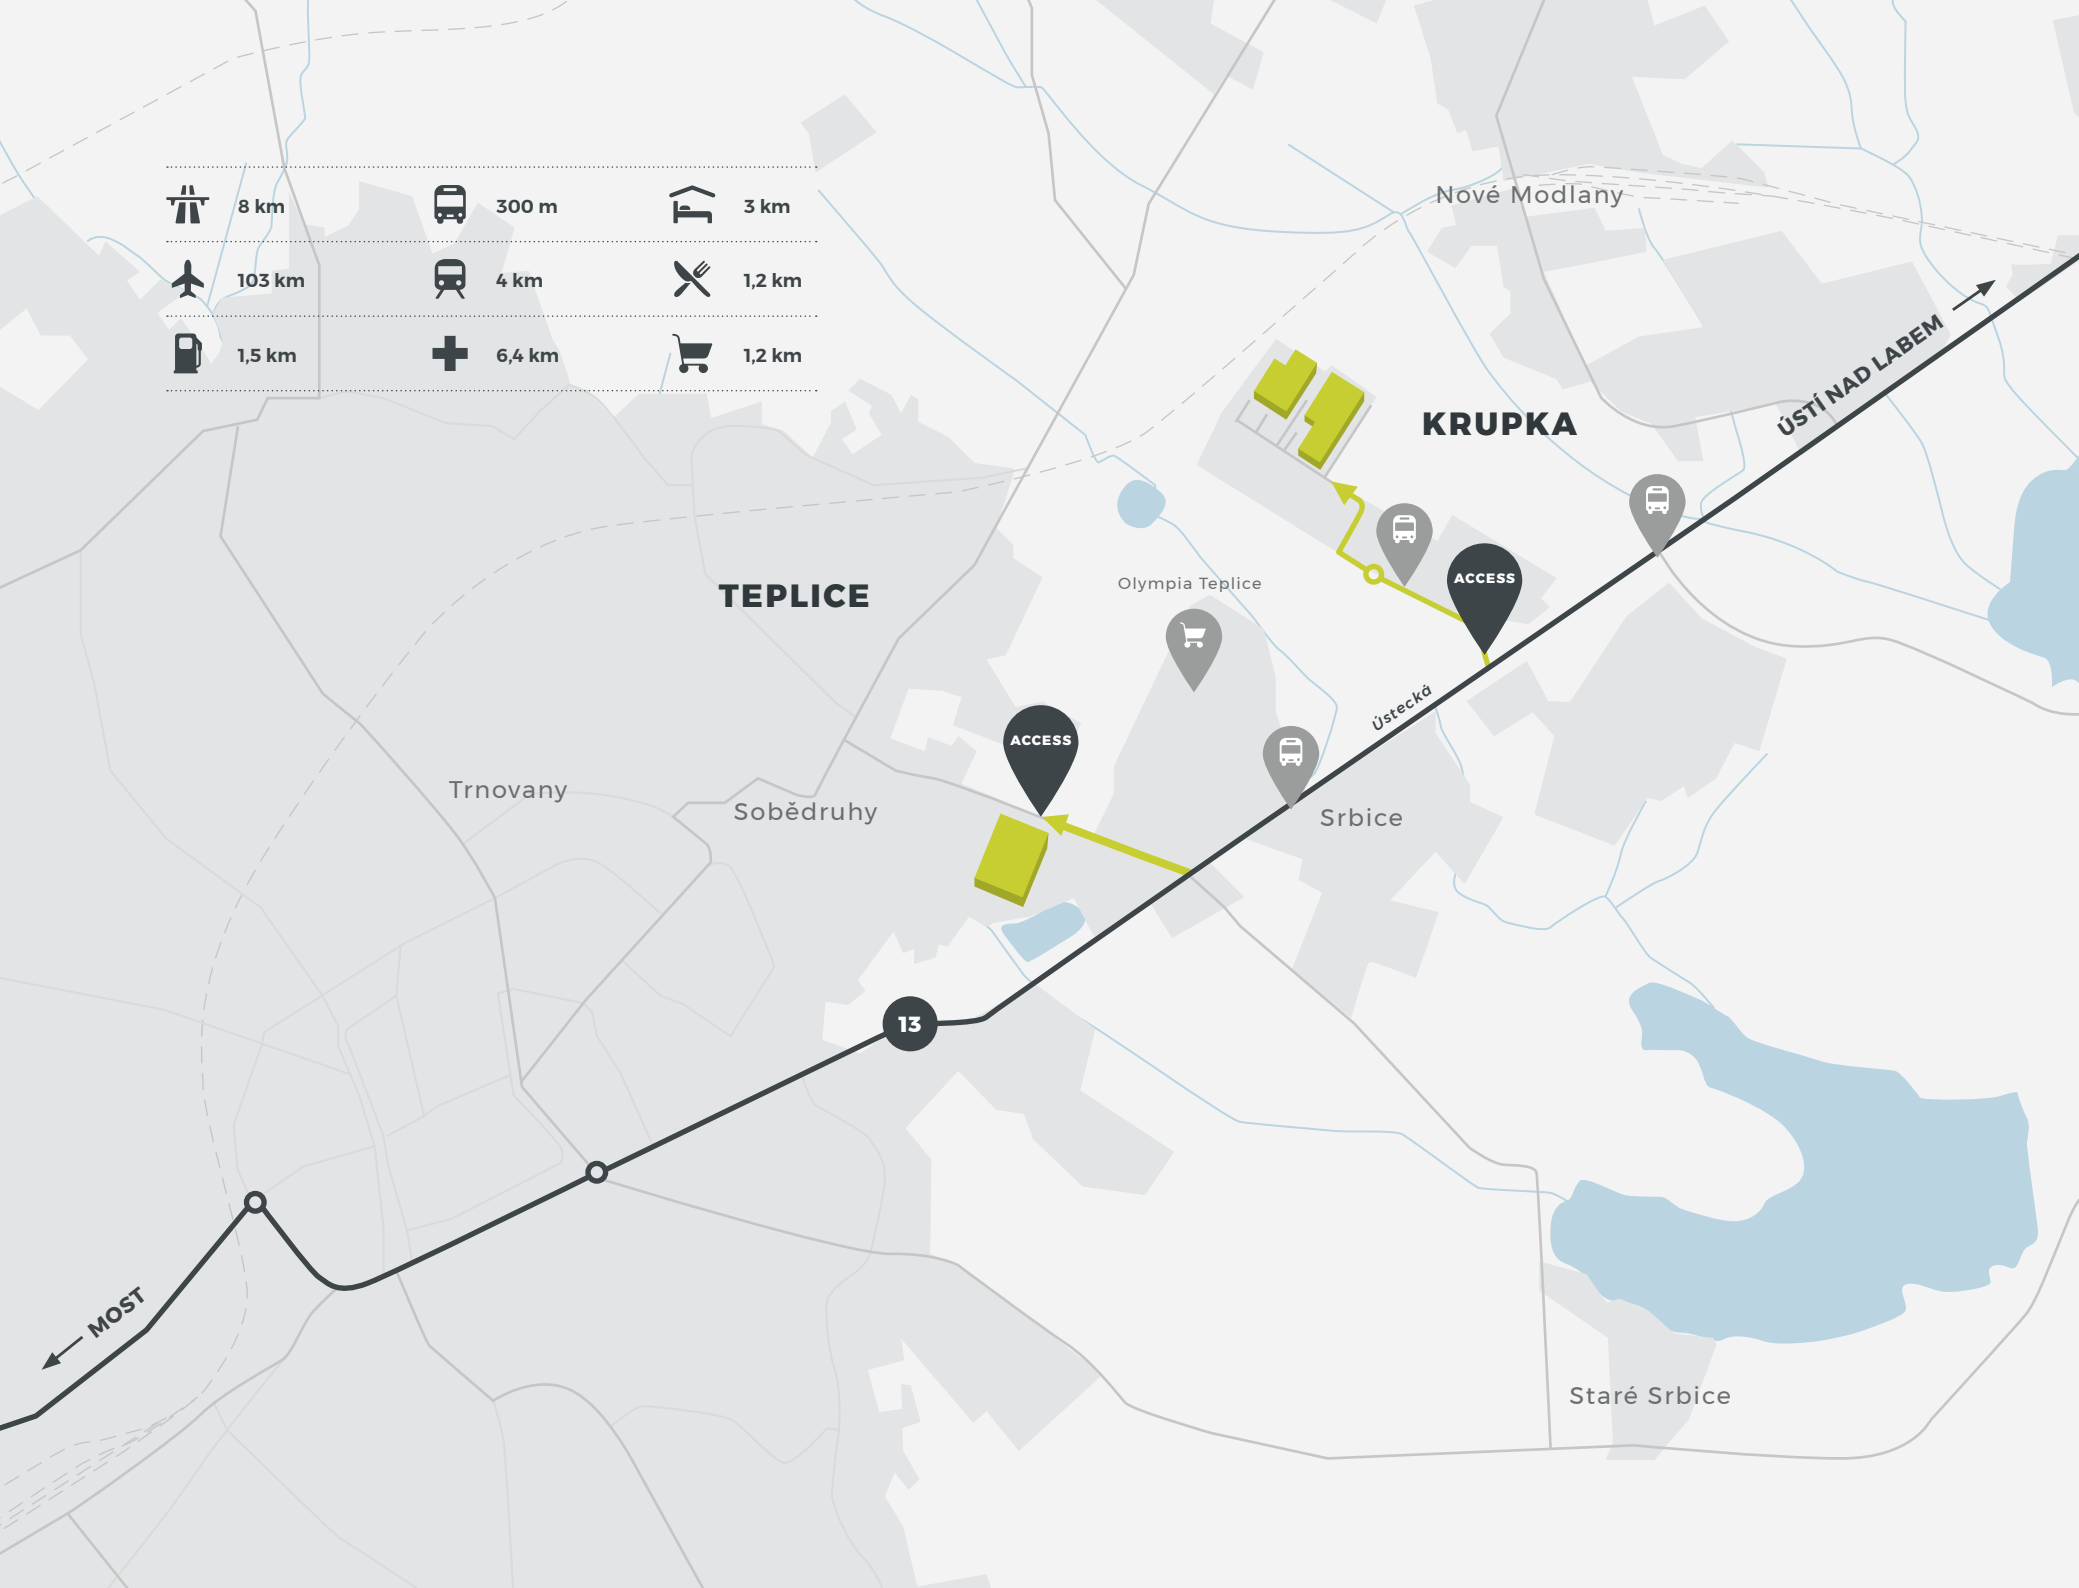 8 km
300 m
3 km
103 km
4 km
1,2 km
1,5 km
6,4 km
1,2 km
Nové Modlany
ÚSTÍ NAD LABEM
KRUPKA
TEPLICE
Olympia Teplice
ACCESS
Ústecká
ACCESS
Trnovany
Sobědruhy
Srbice
13
MOST
Staré Srbice